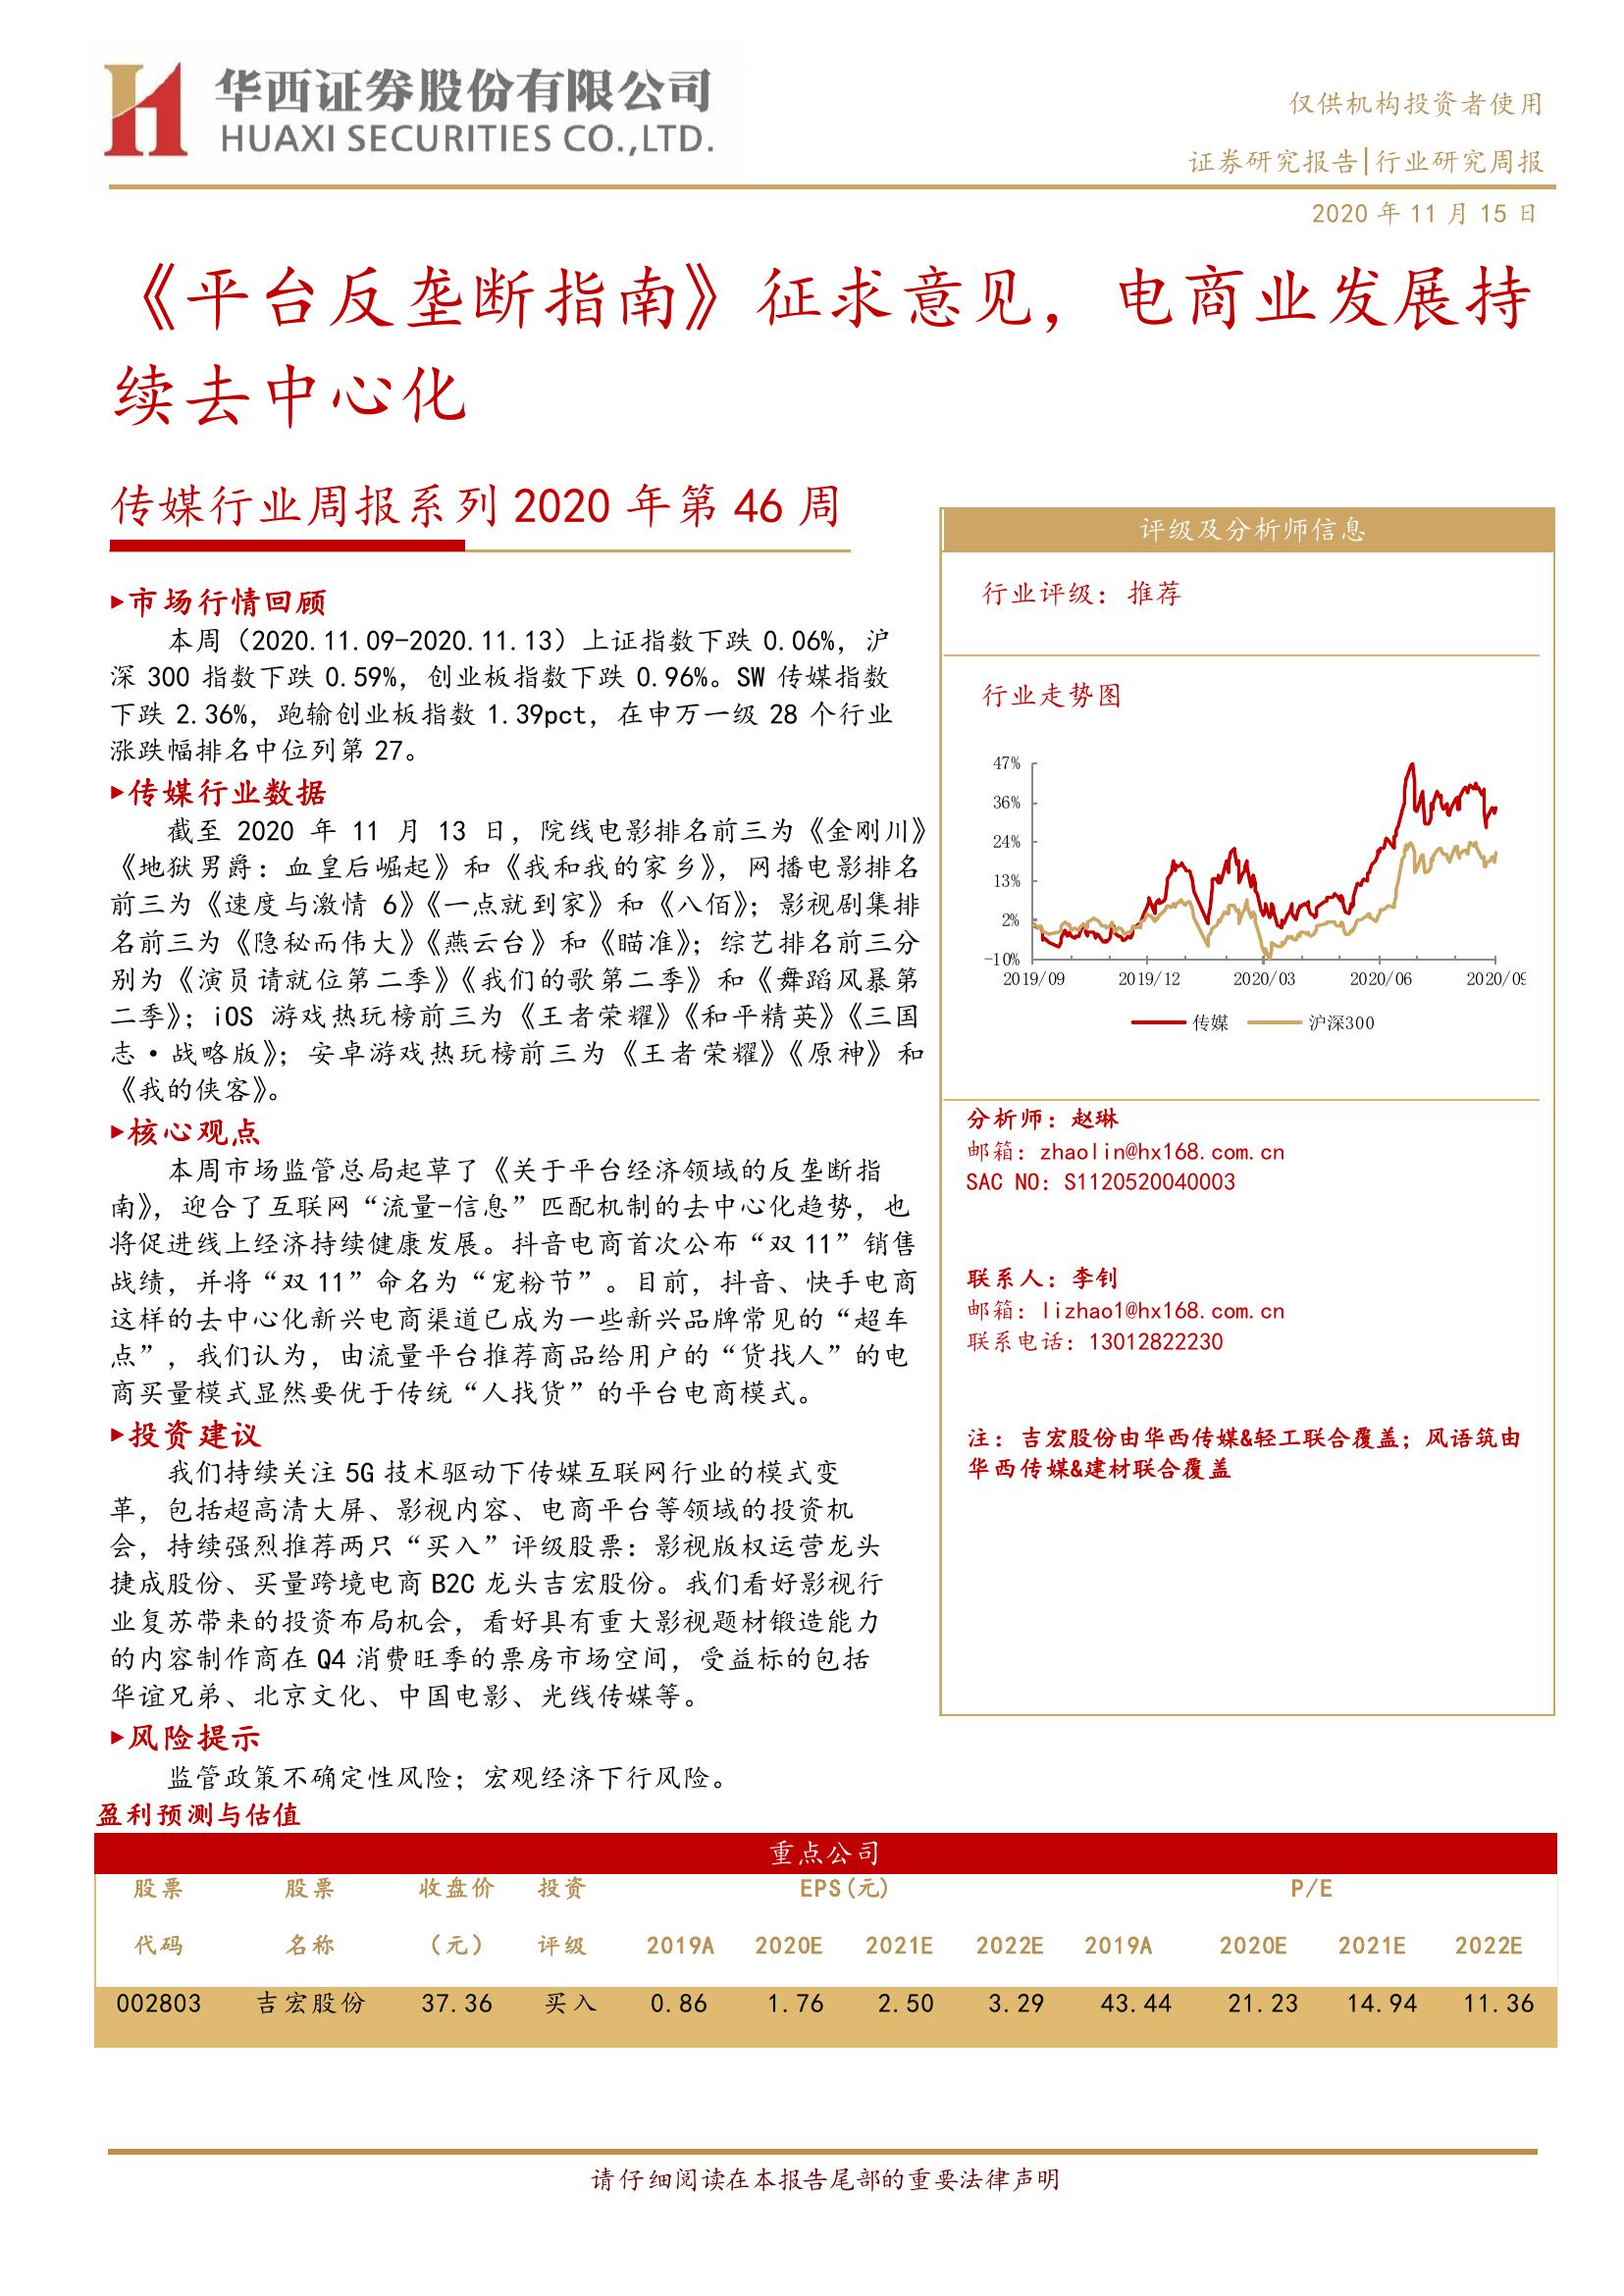 华西证券股份有限公司
HUAXI SECURITIES CO.,LTD.
仅供机构投资者使用
证券研究报告|行业研究周报
2020 年 11 月 15 日
《平台反垄断指南》征求意见，电商业发展持
续去中心化
传媒行业周报系列 2020 年第 46 周
▸市场行情回顾
本周（2020.11.09-2020.11.13）上证指数下跌 0.06%，沪
深 300 指数下跌 0.59%，创业板指数下跌 0.96%。SW 传媒指数
下跌 2.36%，跑输创业板指数 1.39pct，在申万一级 28 个行业
涨跌幅排名中位列第 27。
▸传媒行业数据
截至 2020 年 11 月 13 日，院线电影排名前三为《金刚川》
《地狱男爵：血皇后崛起》和《我和我的家乡》，网播电影排名
前三为《速度与激情 6》《一点就到家》和《八佰》；影视剧集排
名前三为《隐秘而伟大》《燕云台》和《瞄准》；综艺排名前三分
别为《演员请就位第二季》《我们的歌第二季》和《舞蹈风暴第
二季》；iOS 游戏热玩榜前三为《王者荣耀》《和平精英》《三国
志·战略版》；安卓游戏热玩榜前三为《王者荣耀》《原神》和
《我的侠客》。
▸核心观点
本周市场监管总局起草了《关于平台经济领域的反垄断指
南》，迎合了互联网“流量-信息”匹配机制的去中心化趋势，也
将促进线上经济持续健康发展。抖音电商首次公布“双 11”销售
战绩，并将“双 11”命名为“宠粉节”。目前，抖音、快手电商
这样的去中心化新兴电商渠道已成为一些新兴品牌常见的“超车
点”，我们认为，由流量平台推荐商品给用户的“货找人”的电
商买量模式显然要优于传统“人找货”的平台电商模式。
▸投资建议
我们持续关注 5G 技术驱动下传媒互联网行业的模式变
革，包括超高清大屏、影视内容、电商平台等领域的投资机
会，持续强烈推荐两只“买入”评级股票：影视版权运营龙头
捷成股份、买量跨境电商 B2C 龙头吉宏股份。我们看好影视行
业复苏带来的投资布局机会，看好具有重大影视题材锻造能力
的内容制作商在 Q4 消费旺季的票房市场空间，受益标的包括
华谊兄弟、北京文化、中国电影、光线传媒等。
▸风险提示
监管政策不确定性风险；宏观经济下行风险。
评级及分析师信息
行业评级：推荐
行业走势图
47%
36%
24%
13%
2%
-10%
2019/09 2019/12 2020/03 2020/06 2020/09
传媒 沪深300
分析师：赵琳
邮箱：zhaolin@hx168.com.cn
SAC NO：S1120520040003
联系人：李钊
邮箱：lizhao1@hx168.com.cn
联系电话：13012822230
注：吉宏股份由华西传媒&轻工联合覆盖；风语筑由
华西传媒&建材联合覆盖
盈利预测与估值
重点公司
股票 股票 收盘价 投资 EPS(元) P/E
代码 名称 （元） 评级 2019A 2020E 2021E 2022E 2019A 2020E 2021E 2022E
002803 吉宏股份 37.36 买入 0.86 1.76 2.50 3.29 43.44 21.23 14.94 11.36
请仔细阅读在本报告尾部的重要法律声明